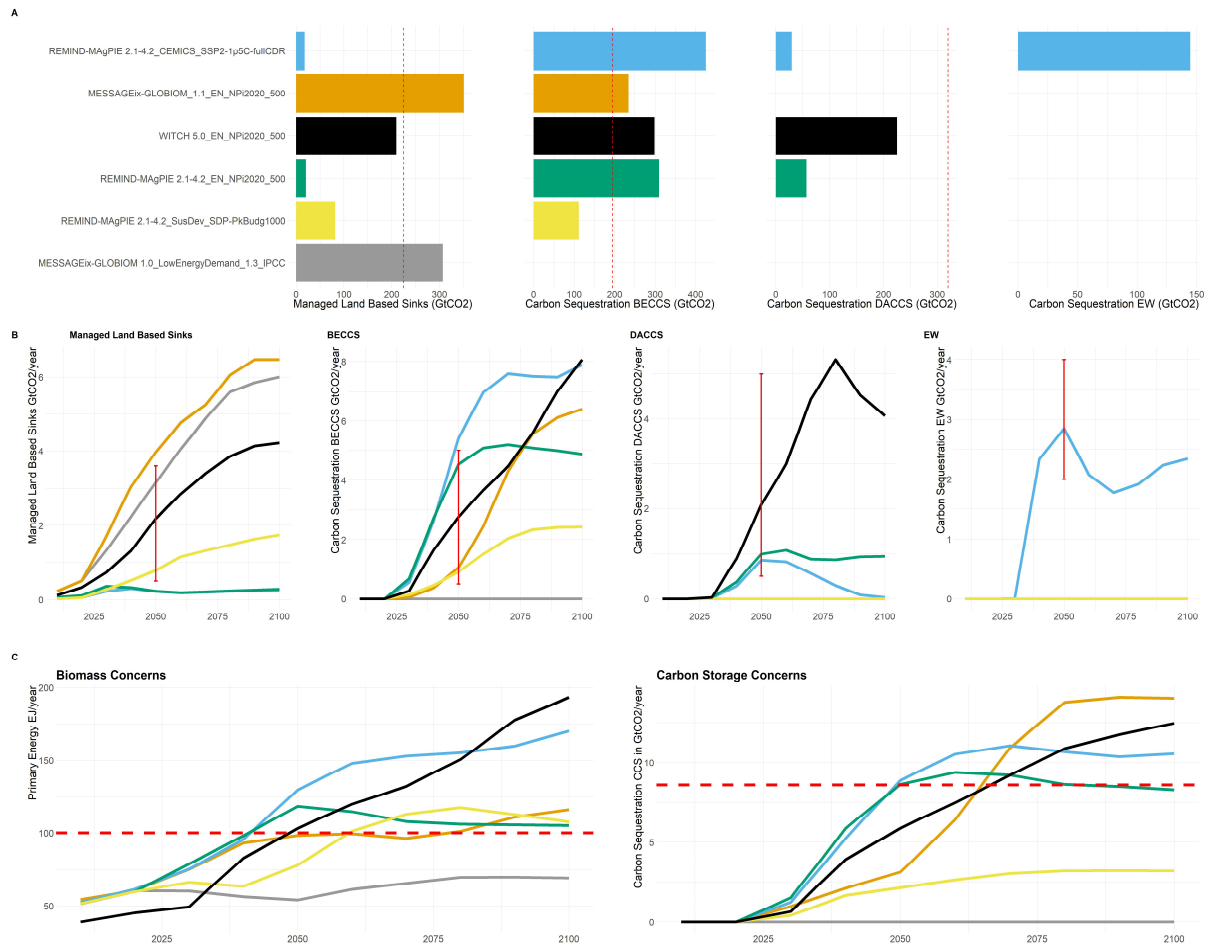 A
REMIND-MAgPIE 2.1-4.2_CEMICS_SSP2-1p5C-fullCDR
MESSAGEix-GLOBIOM_1.1_EN_NPi2020_500
WITCH 5.0_EN_NPi2020_500
REMIND-MAgPIE 2.1-4.2_EN_NPi2020_500
REMIND-MAgPIE 2.1-4.2_SusDev_SDP-PkBudg1000
MESSAGEix-GLOBIOM 1.0_LowEnergyDemand_1.3_IPCC
0 100 200 300
Managed Land Based Sinks (GtCO2)
0 100 200 300 400
Carbon Sequestration BECCS (GtCO2)
0 100 200 300
Carbon Sequestration DACCS (GtCO2)
0 50 100 150
Carbon Sequestration EW (GtCO2)
B
Managed Land Based Sinks
Managed Land Based Sinks GtCO2/year
6
4
2
0
2025 2050 2075 2100
BECCS
Carbon Sequestration BECCS GtCO2/year
8
6
4
2
0
2025 2050 2075 2100
DACCS
Carbon Sequestration DACCS GtCO2/year
4
2
0
2025 2050 2075 2100
EW
Carbon Sequestration EW GtCO2/year
4
3
2
1
0
2025 2050 2075 2100
C
Biomass Concerns
Primary Energy EJ/year
200
150
100
50
2025 2050 2075 2100
Carbon Storage Concerns
Carbon Sequestration CCS in GtCO2/year
10
5
0
2025 2050 2075 2100